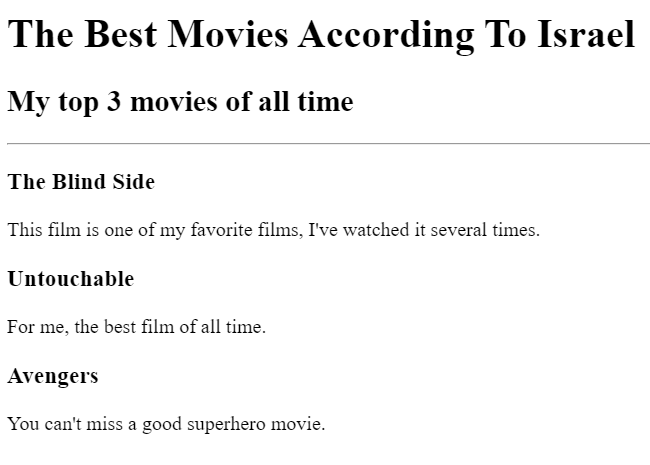 The Best Movies According To Israel
My top 3 movies of all time
The Blind Side
This film is one of my favorite films, I've watched it several times.
Untouchable
For me, the best film of all time.
Avengers
You can't miss a good superhero movie.